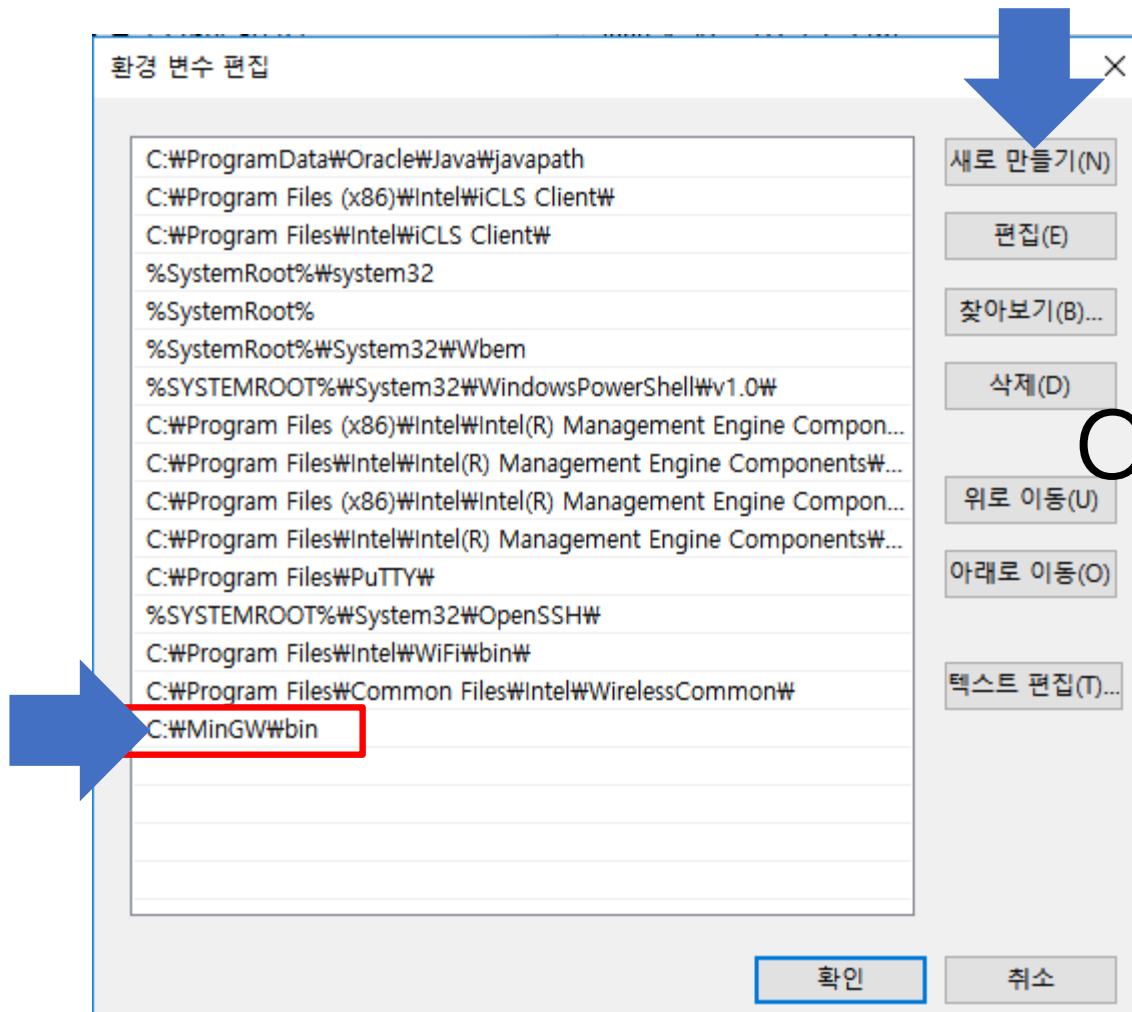 환경 변수 편집
C:₩ProgramData₩Oracle₩Java₩javapath
C:₩Program Files (x86)₩Intel₩iCLS Client₩
C:₩Program Files₩Intel₩iCLS Client₩
%SystemRoot%₩system32
%SystemRoot%
%SystemRoot%₩System32₩Wbem
%SYSTEMROOT%₩System32₩WindowsPowerShell₩v1.0₩
C:₩Program Files (x86)₩Intel₩Intel(R) Management Engine Compon...
C:₩Program Files₩Intel₩Intel(R) Management Engine Components₩...
C:₩Program Files (x86)₩Intel₩Intel(R) Management Engine Compon...
C:₩Program Files₩Intel₩Intel(R) Management Engine Components₩...
C:₩Program Files₩PuTTY₩
%SYSTEMROOT%₩System32₩OpenSSH₩
C:₩Program Files₩Intel₩WiFi₩bin₩
C:₩Program Files₩Common Files₩Intel₩WirelessCommon₩
C:₩MinGW₩bin
새로 만들기(N)
편집(E)
찾아보기(B)...
삭제(D)
위로 이동(U)
아래로 이동(O)
텍스트 편집(T)...
확인
취소